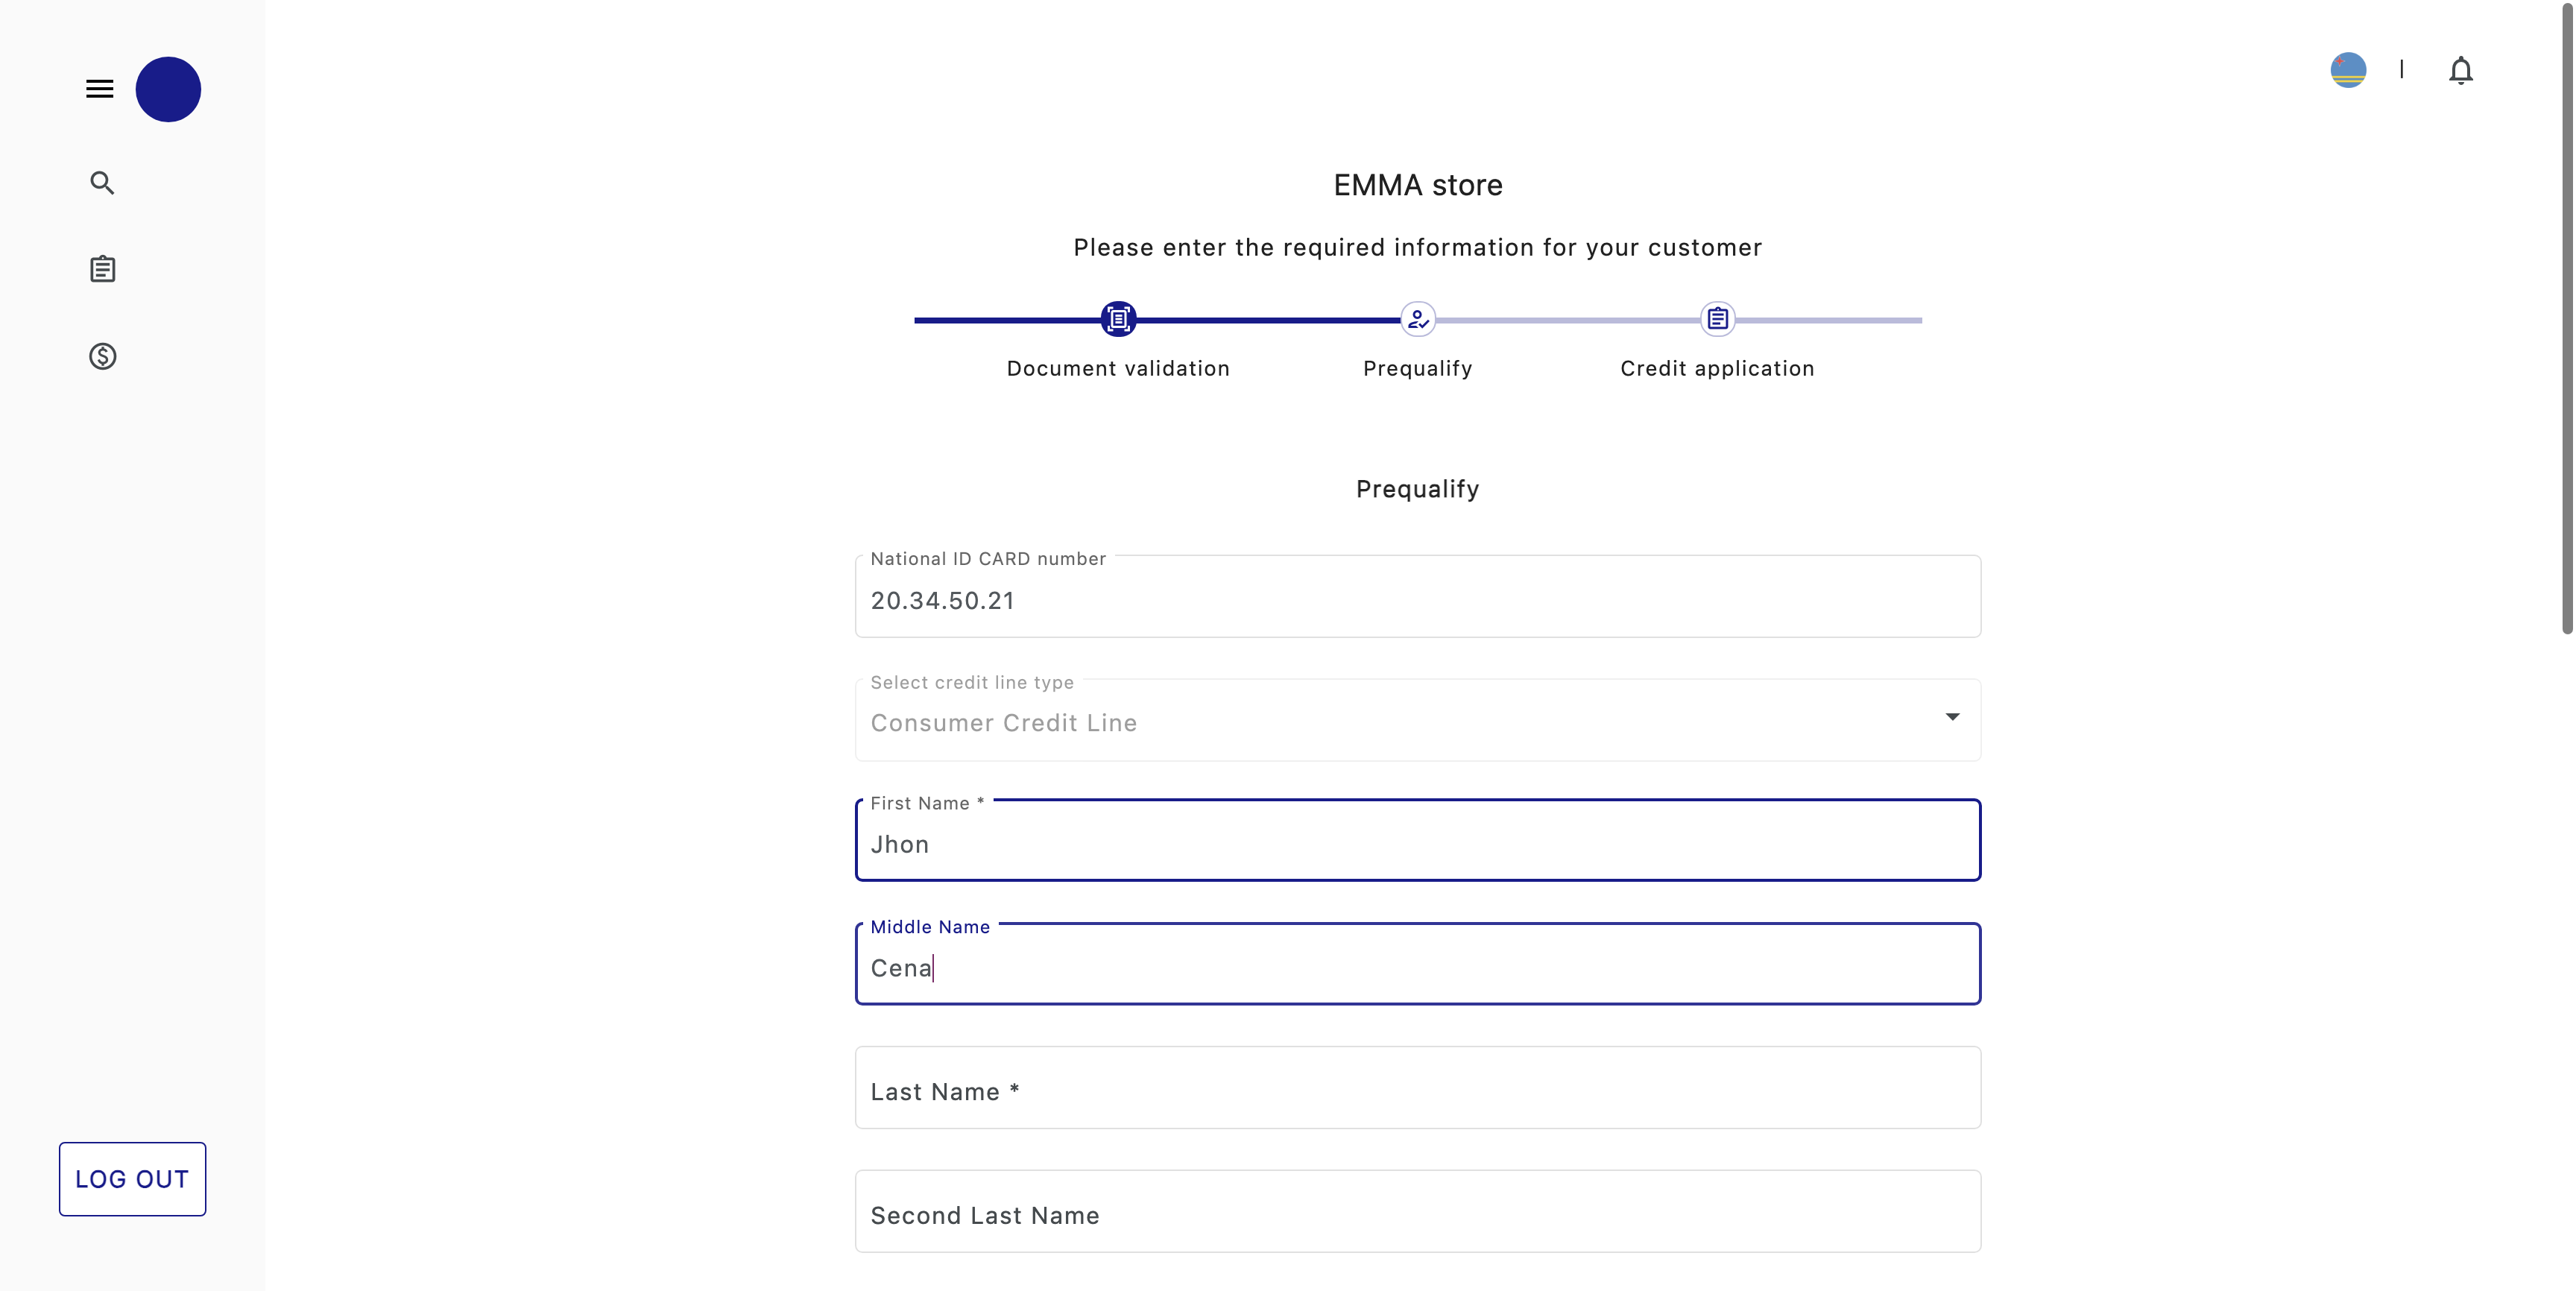 EMMA store
Please enter the required information for your customer
Document validation
Prequalify
Credit application
Prequalify
National ID CARD number
20.34.50.21
Select credit line type
Consumer Credit Line
First Name *
Jhon
Middle Name
Cena
Last Name *
Second Last Name
LOG OUT